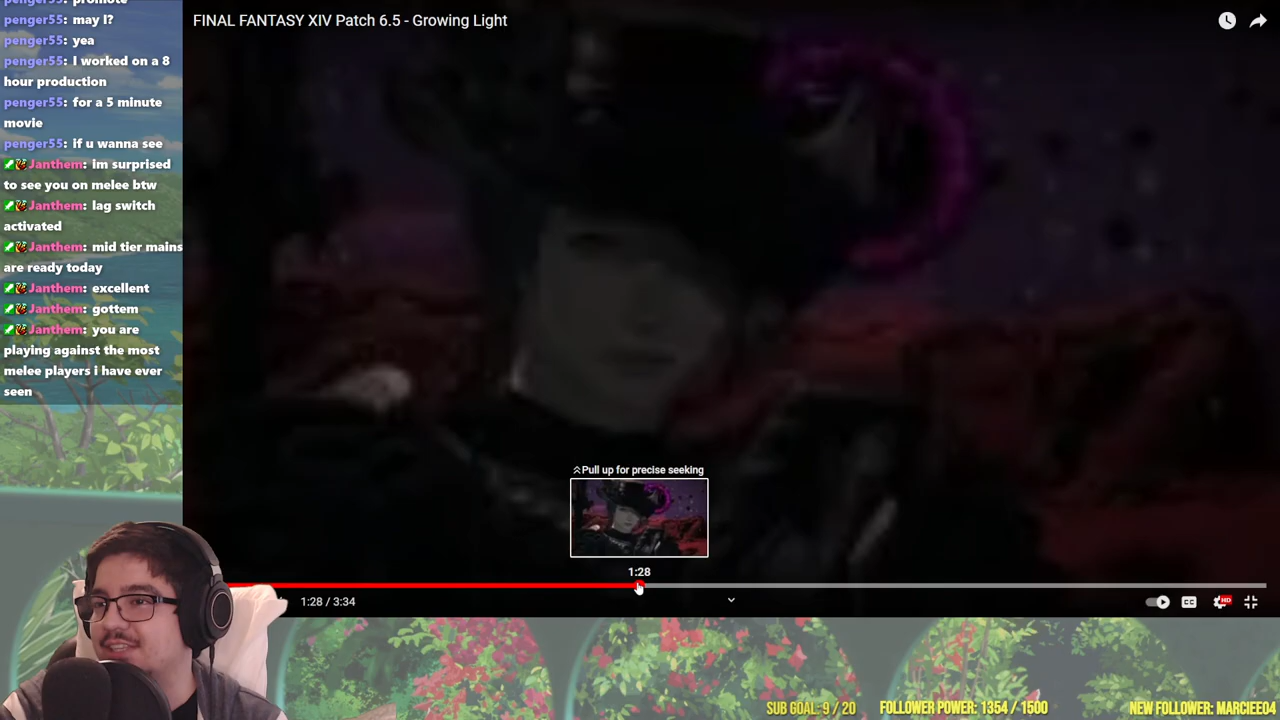 promote
penger55: may I?
penger55: yea
penger55: I worked on a 8
hour production
penger55: for a 5 minute
movie
penger55: if u wanna see
Janthem: im surprised
to see you on melee btw
Janthem: lag switch
activated
Janthem: mid tier mains
are ready today
Janthem: excellent
Janthem: gottem
Janthem: you are
playing against the most
melee players i have ever
seen
FINAL FANTASY XIV Patch 6.5 - Growing Light
Pull up for precise seeking
1:28
1:28 / 3:34
CC
HD
SUB GOAL: 9 / 20
FOLLOWER POWER: 1354 / 1500
NEW FOLLOWER: MARCIEE04